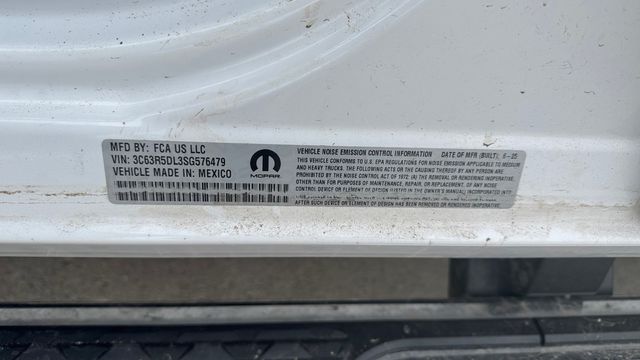 MFD BY: FCA US LLC
VIN: 3C63R5DL3SG576479
VEHICLE MADE IN: MEXICO
MOPAR
VEHICLE NOISE EMISSION CONTROL INFORMATION DATE OF MFR (BUILT): 6-25
THIS VEHICLE CONFORMS TO U.S. EPA REGULATIONS FOR NOISE EMISSION APPLICABLE TO MEDIUM
AND HEAVY TRUCKS. THE FOLLOWING ACTS OR THE CAUSING THEREOF BY ANY PERSON ARE
PROHIBITED BY THE NOISE CONTROL ACT OF 1972: (A) THE REMOVAL OR RENDERING INOPERATIVE,
OTHER THAN FOR PURPOSES OF MAINTENANCE, REPAIR, OR REPLACEMENT, OF ANY NOISE
CONTROL DEVICE OR ELEMENT OF DESIGN (LISTED IN THE OWNER'S MANUAL) INCORPORATED
AFTER SUCH DEVICE OR ELEMENT OF DESIGN HAS BEEN REMOVED OR RENDERED INOPERATIVE.